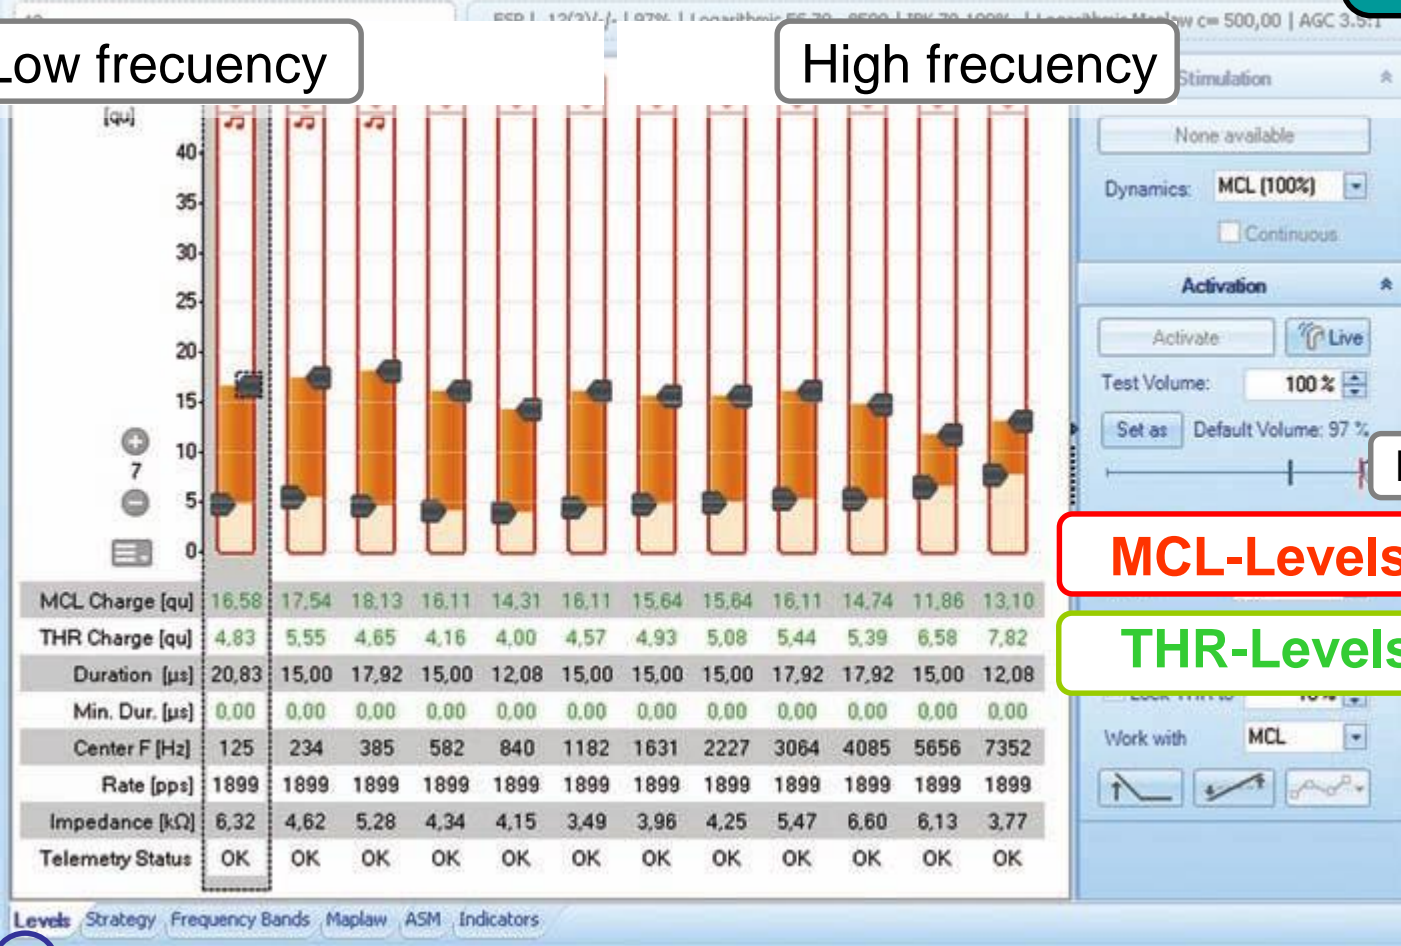 Low frecuency
High frecuency
c= 500,00 | AGC 3.5:1
Stimulation
[qu]
40
35
30
25
20
15
10
5
0
7
None available
Dynamics: MCL (100%)
Continuous
Activation
Activate Live
Test Volume: 100 %
Set as Default Volume: 97 %
MCL-Levels
THR-Levels
MCL Charge [qu] 16,58 17,54 18,13 16,11 14,31 16,11 15,64 15,64 16,11 14,74 11,86 13,10
THR Charge [qu] 4,83 5,55 4,65 4,16 4,00 4,57 4,93 5,08 5,44 5,39 6,58 7,82
Duration [µs] 20,83 15,00 17,92 15,00 12,08 15,00 15,00 15,00 17,92 17,92 15,00 12,08
Min. Dur. [µs] 0,00 0,00 0,00 0,00 0,00 0,00 0,00 0,00 0,00 0,00 0,00 0,00
Center F [Hz] 125 234 385 582 840 1182 1631 2227 3064 4085 5656 7352
Rate [pps] 1899 1899 1899 1899 1899 1899 1899 1899 1899 1899 1899 1899
Impedance [kΩ] 6,32 4,62 5,28 4,34 4,15 3,49 3,96 4,25 5,47 6,60 6,13 3,77
Telemetry Status OK OK OK OK OK OK OK OK OK OK OK OK
Work with MCL
Levels Strategy Frequency Bands Maplaw ASM Indicators